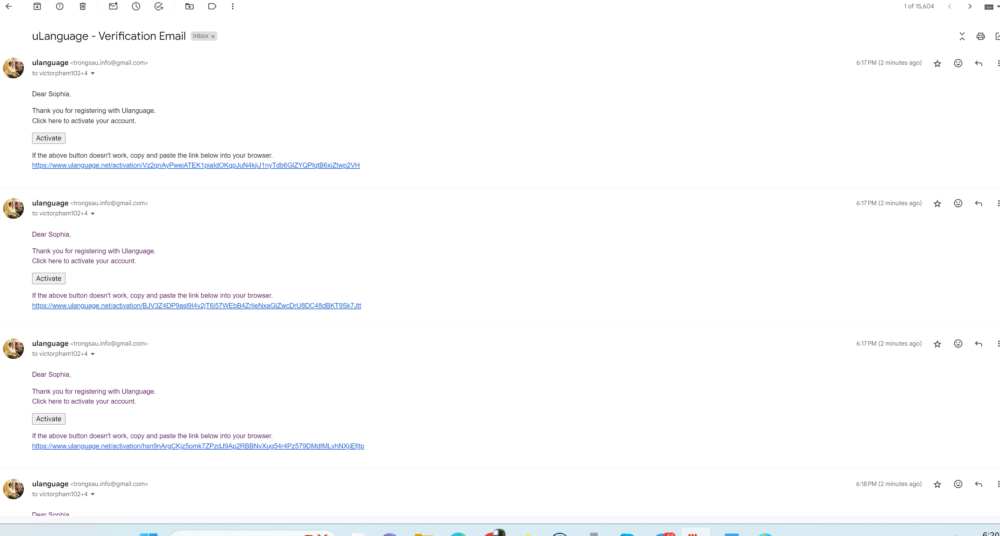 1 of 15,604
uLanguage - Verification Email Inbox ×
ulanguage <trongsau.info@gmail.com> 6:17 PM (2 minutes ago)
to victorpham102+4
Dear Sophia,
Thank you for registering with Ulanguage.
Click here to activate your account.
Activate
If the above button doesn't work, copy and paste the link below into your browser.
https://www.ulanguage.net/activation/Vz2qnAyPweiATEK1piaIdOKqpJuN4kjiJ1nyTdb6GlZYQPlqtB6xiZtwp2VH
ulanguage <trongsau.info@gmail.com> 6:17 PM (2 minutes ago)
to victorpham102+4
Dear Sophia,
Thank you for registering with Ulanguage.
Click here to activate your account.
Activate
If the above button doesn't work, copy and paste the link below into your browser.
https://www.ulanguage.net/activation/BJV3Z4DP9asl9I4v2jT6i57WEbB4ZrlieNxaGIZwcDrU8DC48dBKT9Sk7Jtt
ulanguage <trongsau.info@gmail.com> 6:17 PM (2 minutes ago)
to victorpham102+4
Dear Sophia,
Thank you for registering with Ulanguage.
Click here to activate your account.
Activate
If the above button doesn't work, copy and paste the link below into your browser.
https://www.ulanguage.net/activation/hsn9nArgCKjz5omk7ZPzdJ9Ap2RBBNvXug54r4Pz579DMdtMLvhNXjiEfjtp
ulanguage <trongsau.info@gmail.com> 6:18 PM (2 minutes ago)
to victorpham102+4
Dear Sophia